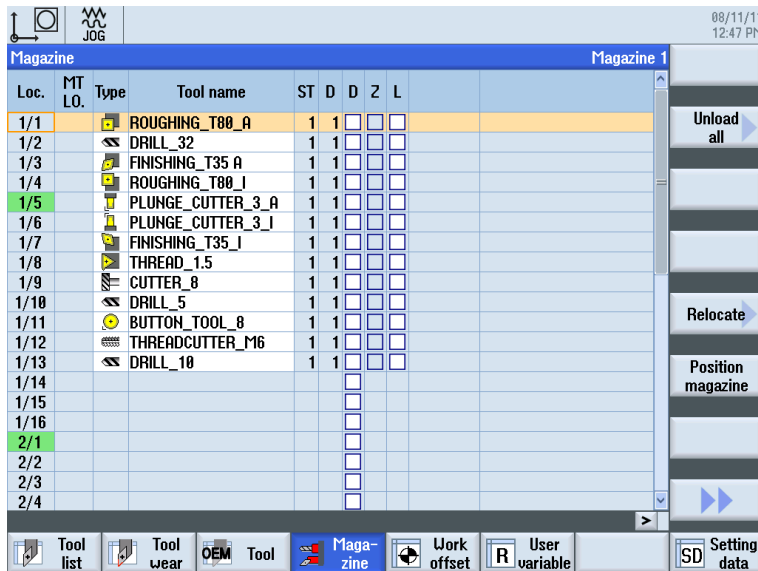 08/11/1
JOG
12:47 PM
Magazine Magazine 1
Loc. MT LO. Type Tool name ST D D Z L
1/1 ROUGHING_T80_A 1 1
1/2 DRILL_32 1 1
1/3 FINISHING_T35 A 1 1
1/4 ROUGHING_T80_I 1 1
1/5 PLUNGE_CUTTER_3_A 1 1
1/6 PLUNGE_CUTTER_3_I 1 1
1/7 FINISHING_T35_I 1 1
1/8 THREAD_1.5 1 1
1/9 CUTTER_8 1 1
1/10 DRILL_5 1 1
1/11 BUTTON_TOOL_8 1 1
1/12 THREADCUTTER_M6 1 1
1/13 DRILL_10 1 1
1/14
1/15
1/16
2/1
2/2
2/3
2/4
Unload
all
Relocate
Position
magazine
Tool
list
Tool
wear
OEM Tool
Maga-
zine
Work
offset
R User
variable
SD Setting
data